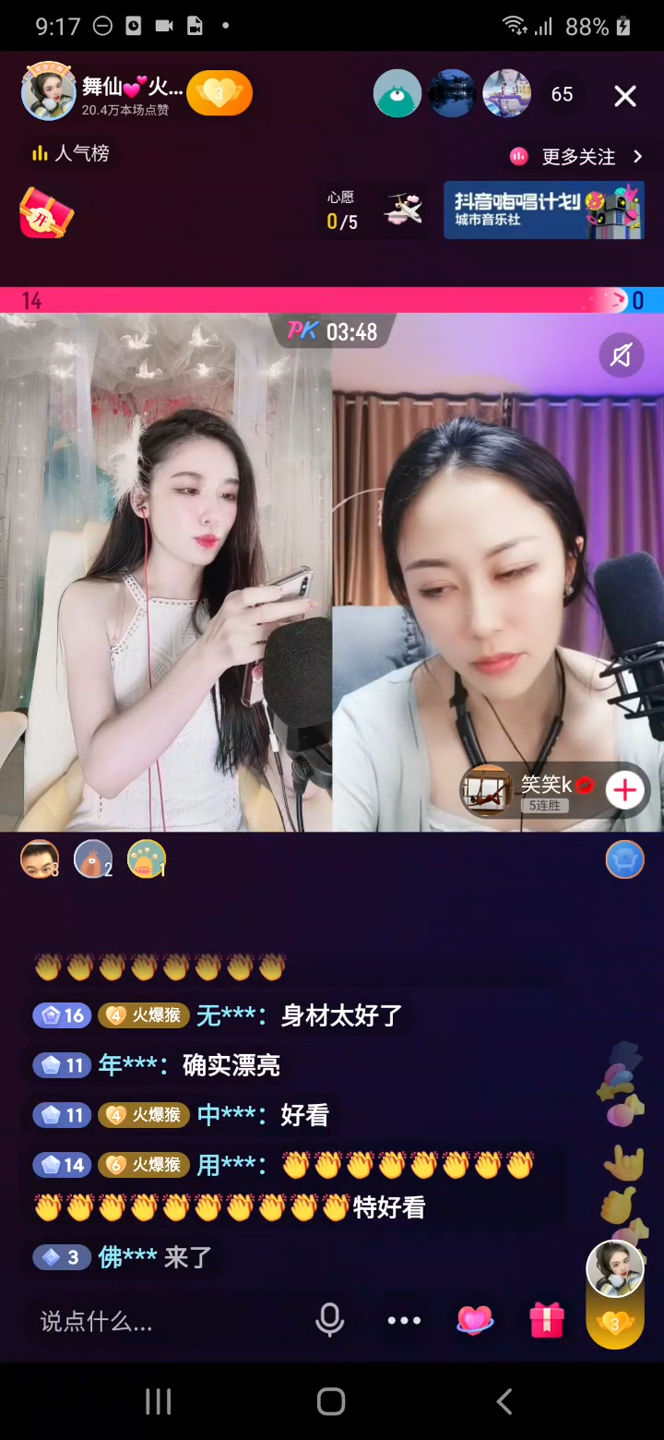 9:17
88%
舞仙💕火...
20.4万本场点赞
3
65
人气榜
更多关注
开
心愿
0/5
抖音嗨唱计划
城市音乐社
14
0
PK 03:48
笑笑k💋
5连胜
3
2
1
👏👏👏👏👏👏👏👏
16 4 火爆猴 无***：身材太好了
11 年***：确实漂亮
11 4 火爆猴 中***：好看
14 6 火爆猴 用***：👏👏👏👏👏👏👏👏
👏👏👏👏👏👏👏👏👏👏特好看
3 佛*** 来了
说点什么...
3